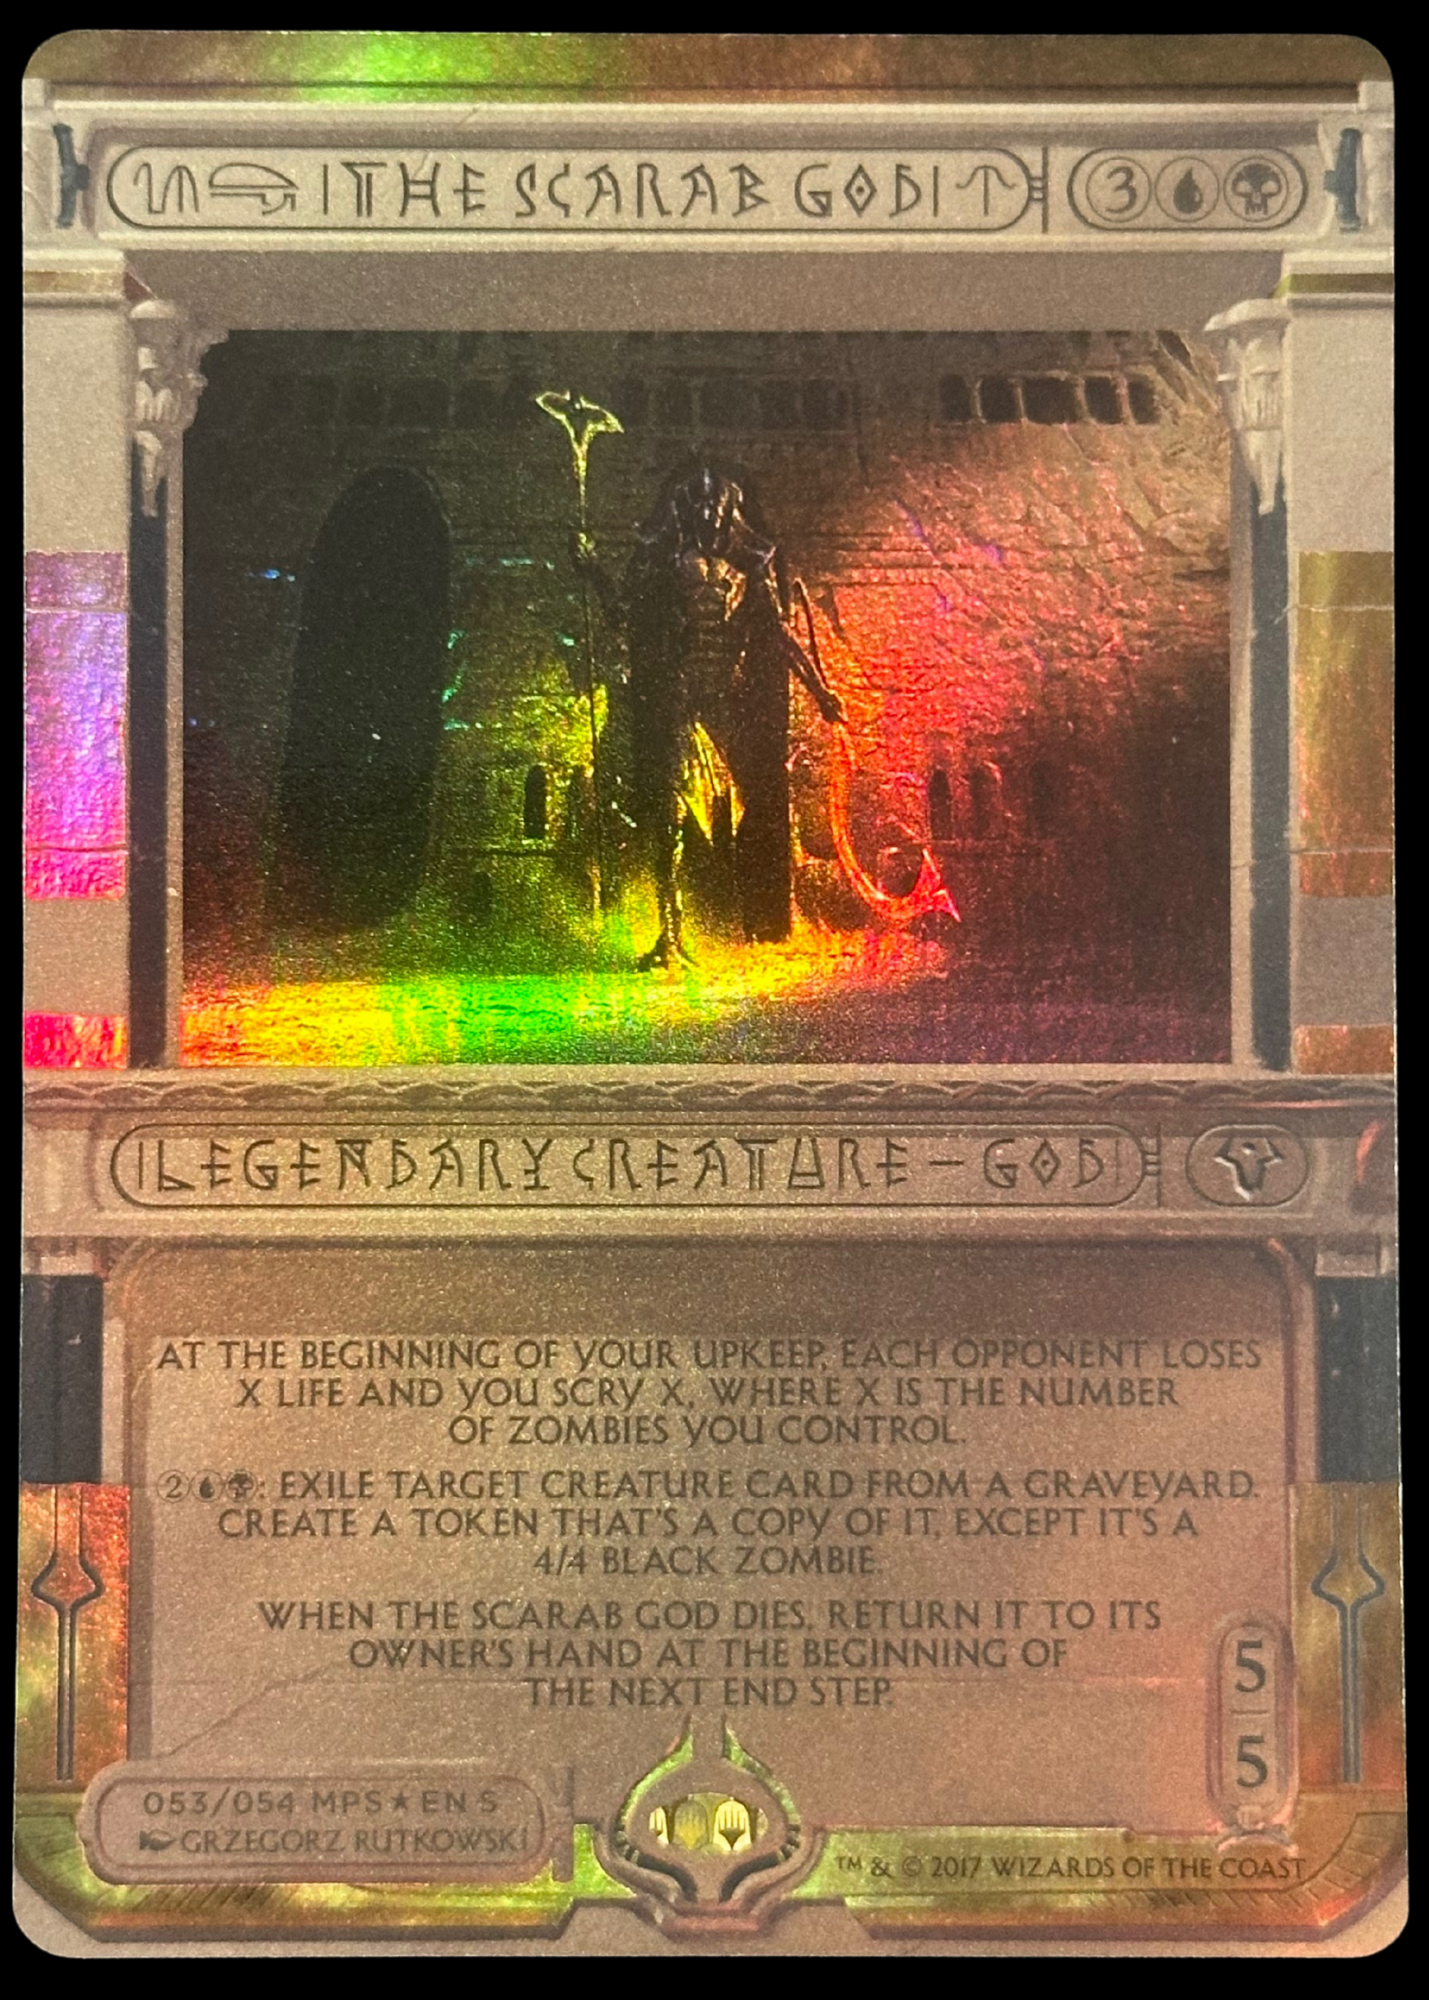 THE SCARAB GOD 3
LEGENDARY CREATURE – GOD
AT THE BEGINNING OF YOUR UPKEEP, EACH OPPONENT LOSES
X LIFE AND YOU SCRY X, WHERE X IS THE NUMBER
OF ZOMBIES YOU CONTROL.
2: EXILE TARGET CREATURE CARD FROM A GRAVEYARD.
CREATE A TOKEN THAT'S A COPY OF IT, EXCEPT IT'S A
4/4 BLACK ZOMBIE.
WHEN THE SCARAB GOD DIES, RETURN IT TO ITS
OWNER'S HAND AT THE BEGINNING OF
THE NEXT END STEP.
5
5
053/054 MPS★EN S
GRZEGORZ RUTKOWSKI
™ & © 2017 WIZARDS OF THE COAST